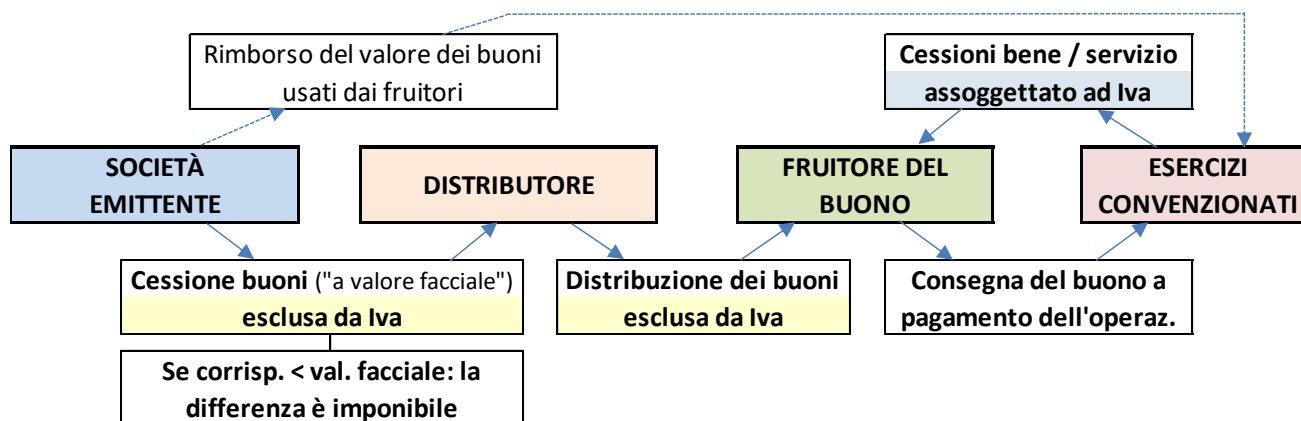 Rimborso del valore dei buoni
usati dai fruitori
Cessioni bene / servizio
assoggettato ad Iva
SOCIETÀ
EMITTENTE
DISTRIBUTORE
FRUITORE DEL
BUONO
ESERCIZI
CONVENZIONATI
Cessione buoni ("a valore facciale")
esclusa da Iva
Distribuzione dei buoni
esclusa da Iva
Consegna del buono a
pagamento dell'operaz.
Se corrisp. < val. facciale: la
differenza è imponibile